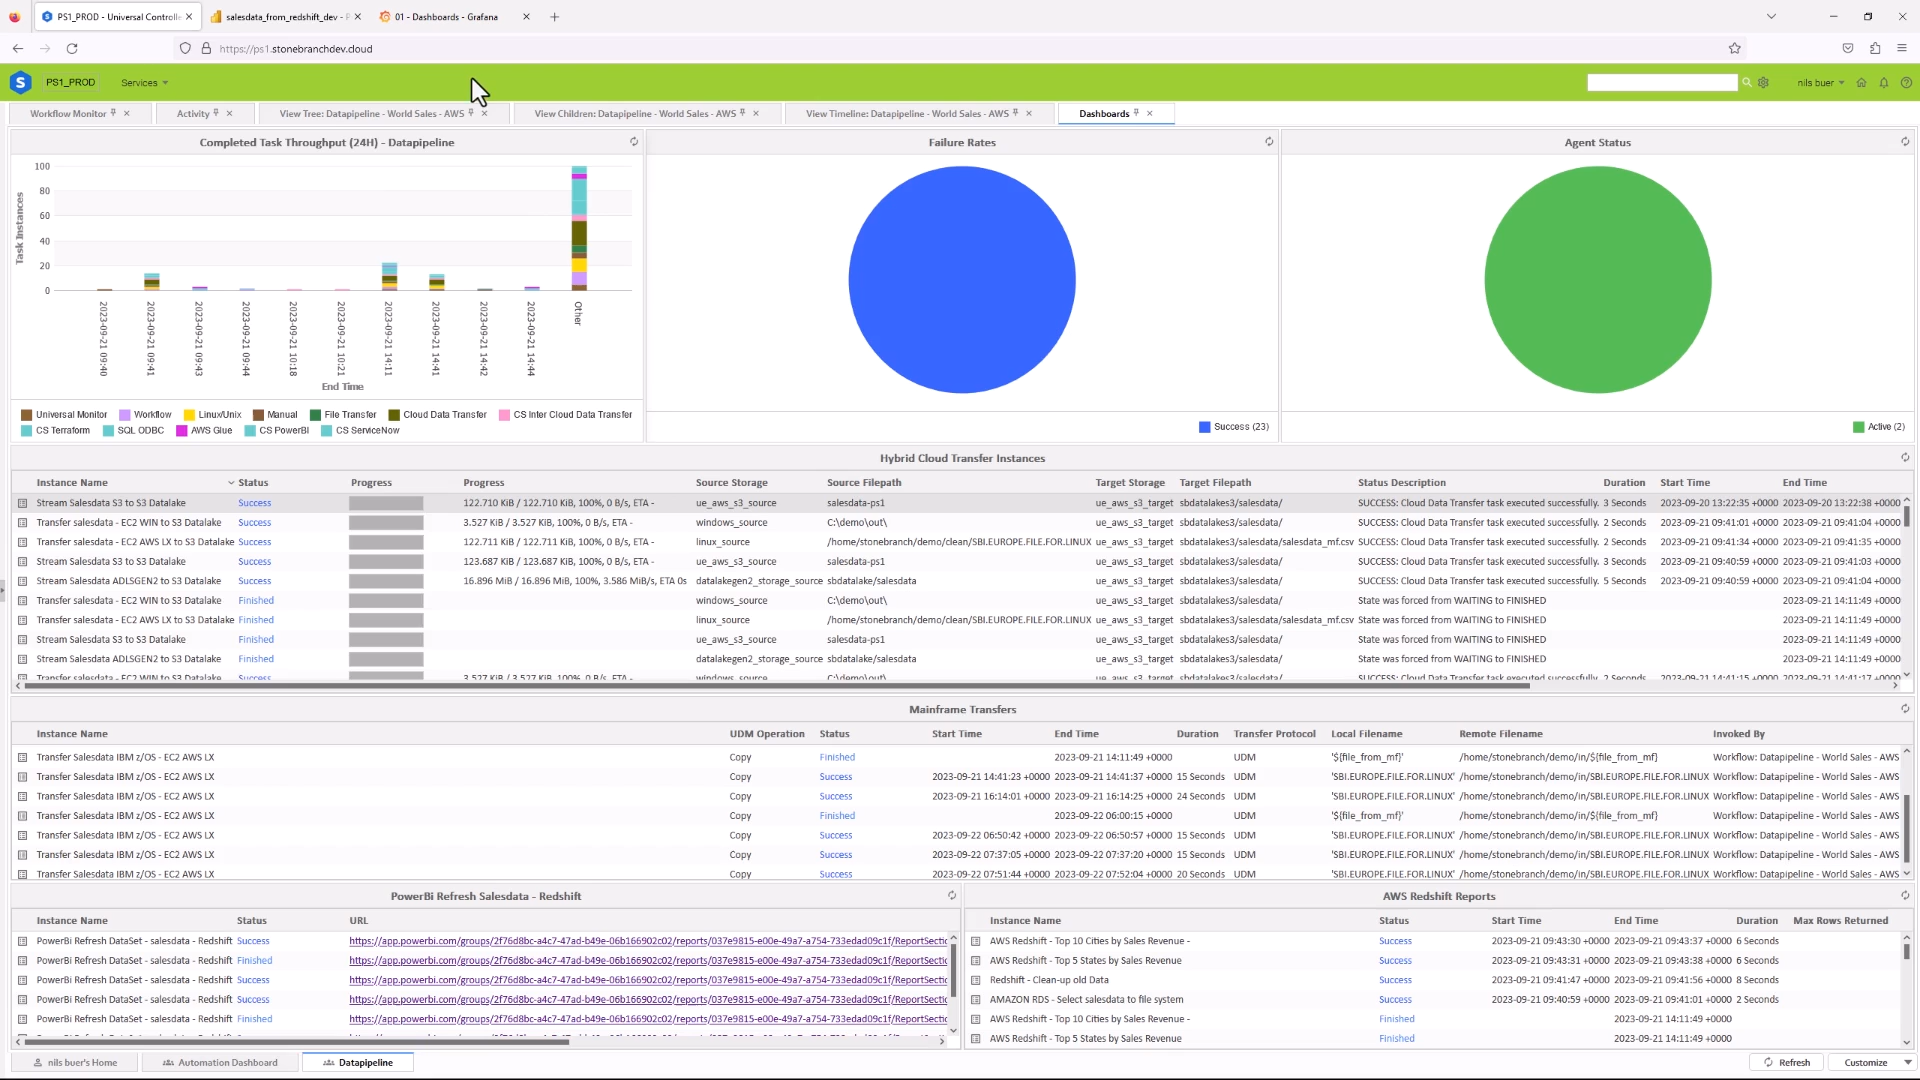 PS1_PROD - Universal Controlle
salesdata_from_redshift_dev - P
01 - Dashboards - Grafana
https://ps1.stonebranchdev.cloud
S PS1_PROD Services nils buer
Workflow Monitor Activity View Tree: Datapipeline - World Sales - AWS View Children: Datapipeline - World Sales - AWS View Timeline: Datapipeline - World Sales - AWS Dashboards
Completed Task Throughput (24H) - Datapipeline
Task Instances
100
80
60
40
20
0
2023-09-21 09:40
2023-09-21 09:41
2023-09-21 09:43
2023-09-21 09:44
2023-09-21 10:18
2023-09-21 10:21
2023-09-21 14:11
2023-09-21 14:41
2023-09-21 14:42
2023-09-21 14:44
Other
End Time
Universal Monitor Workflow Linux/Unix Manual File Transfer Cloud Data Transfer CS Inter Cloud Data Transfer
CS Terraform SQL ODBC AWS Glue CS PowerBI CS ServiceNow
Failure Rates
Success (23)
Agent Status
Active (2)
Hybrid Cloud Transfer Instances
Instance Name Status Progress Progress Source Storage Source Filepath Target Storage Target Filepath Status Description Duration Start Time End Time
Stream Salesdata S3 to S3 Datalake Success 122.710 KiB / 122.710 KiB, 100%, 0 B/s, ETA - ue_aws_s3_source salesdata-ps1 ue_aws_s3_target sbdatalakes3/salesdata/ SUCCESS: Cloud Data Transfer task executed successfully. 3 Seconds 2023-09-20 13:22:35 +0000 2023-09-20 13:22:38 +0000
Transfer salesdata - EC2 WIN to S3 Datalake Success 3.527 KiB / 3.527 KiB, 100%, 0 B/s, ETA - windows_source C:\demo\out\ ue_aws_s3_target sbdatalakes3/salesdata/ SUCCESS: Cloud Data Transfer task executed successfully. 2 Seconds 2023-09-21 09:41:01 +0000 2023-09-21 09:41:04 +0000
Transfer salesdata - EC2 AWS LX to S3 Datalake Success 122.711 KiB / 122.711 KiB, 100%, 0 B/s, ETA - linux_source /home/stonebranch/demo/clean/SBI.EUROPE.FILE.FOR.LINUX ue_aws_s3_target sbdatalakes3/salesdata/salesdata_mf.csv SUCCESS: Cloud Data Transfer task executed successfully. 2 Seconds 2023-09-21 09:41:34 +0000 2023-09-21 09:41:35 +0000
Stream Salesdata S3 to S3 Datalake Success 123.687 KiB / 123.687 KiB, 100%, 0 B/s, ETA - ue_aws_s3_source salesdata-ps1 ue_aws_s3_target sbdatalakes3/salesdata/ SUCCESS: Cloud Data Transfer task executed successfully. 3 Seconds 2023-09-21 09:40:59 +0000 2023-09-21 09:41:03 +0000
Stream Salesdata ADLSGEN2 to S3 Datalake Success 16.896 MiB / 16.896 MiB, 100%, 3.586 MiB/s, ETA 0s datalakegen2_storage_source sbdatalake/salesdata ue_aws_s3_target sbdatalakes3/salesdata/ SUCCESS: Cloud Data Transfer task executed successfully. 5 Seconds 2023-09-21 09:40:59 +0000 2023-09-21 09:41:04 +0000
Transfer salesdata - EC2 WIN to S3 Datalake Finished windows_source C:\demo\out\ ue_aws_s3_target sbdatalakes3/salesdata/ State was forced from WAITING to FINISHED 2023-09-21 14:11:49 +0000
Transfer salesdata - EC2 AWS LX to S3 Datalake Finished linux_source /home/stonebranch/demo/clean/SBI.EUROPE.FILE.FOR.LINUX ue_aws_s3_target sbdatalakes3/salesdata/salesdata_mf.csv State was forced from WAITING to FINISHED 2023-09-21 14:11:49 +0000
Stream Salesdata S3 to S3 Datalake Finished ue_aws_s3_source salesdata-ps1 ue_aws_s3_target sbdatalakes3/salesdata/ State was forced from WAITING to FINISHED 2023-09-21 14:11:49 +0000
Stream Salesdata ADLSGEN2 to S3 Datalake Finished datalakegen2_storage_source sbdatalake/salesdata ue_aws_s3_target sbdatalakes3/salesdata/ State was forced from WAITING to FINISHED 2023-09-21 14:11:49 +0000
Transfer salesdata - EC2 WIN to S3 Datalake Success 3.527 KiB / 3.527 KiB, 100%, 0 B/s, ETA - windows_source C:\demo\out\ ue_aws_s3_target sbdatalakes3/salesdata/ SUCCESS: Cloud Data Transfer task executed successfully. 2 Seconds 2023-09-21 14:41:15 +0000 2023-09-21 14:41:17 +0000
Mainframe Transfers
Instance Name UDM Operation Status Start Time End Time Duration Transfer Protocol Local Filename Remote Filename Invoked By
Transfer Salesdata IBM z/OS - EC2 AWS LX Copy Finished 2023-09-21 14:11:49 +0000 UDM '${file_from_mf}' /home/stonebranch/demo/in/${file_from_mf} Workflow: Datapipeline - World Sales - AWS
Transfer Salesdata IBM z/OS - EC2 AWS LX Copy Success 2023-09-21 14:41:23 +0000 2023-09-21 14:41:37 +0000 15 Seconds UDM 'SBI.EUROPE.FILE.FOR.LINUX' /home/stonebranch/demo/in/SBI.EUROPE.FILE.FOR.LINUX Workflow: Datapipeline - World Sales - AWS
Transfer Salesdata IBM z/OS - EC2 AWS LX Copy Success 2023-09-21 16:14:01 +0000 2023-09-21 16:14:25 +0000 24 Seconds UDM 'SBI.EUROPE.FILE.FOR.LINUX' /home/stonebranch/demo/in/SBI.EUROPE.FILE.FOR.LINUX Workflow: Datapipeline - World Sales - AWS
Transfer Salesdata IBM z/OS - EC2 AWS LX Copy Finished 2023-09-22 06:00:15 +0000 UDM '${file_from_mf}' /home/stonebranch/demo/in/${file_from_mf} Workflow: Datapipeline - World Sales - AWS
Transfer Salesdata IBM z/OS - EC2 AWS LX Copy Success 2023-09-22 06:50:42 +0000 2023-09-22 06:50:57 +0000 15 Seconds UDM 'SBI.EUROPE.FILE.FOR.LINUX' /home/stonebranch/demo/in/SBI.EUROPE.FILE.FOR.LINUX Workflow: Datapipeline - World Sales - AWS
Transfer Salesdata IBM z/OS - EC2 AWS LX Copy Success 2023-09-22 07:37:05 +0000 2023-09-22 07:37:20 +0000 15 Seconds UDM 'SBI.EUROPE.FILE.FOR.LINUX' /home/stonebranch/demo/in/SBI.EUROPE.FILE.FOR.LINUX Workflow: Datapipeline - World Sales - AWS
Transfer Salesdata IBM z/OS - EC2 AWS LX Copy Success 2023-09-22 07:51:44 +0000 2023-09-22 07:52:04 +0000 20 Seconds UDM 'SBI.EUROPE.FILE.FOR.LINUX' /home/stonebranch/demo/in/SBI.EUROPE.FILE.FOR.LINUX Workflow: Datapipeline - World Sales - AWS
PowerBi Refresh Salesdata - Redshift
Instance Name Status URL
PowerBi Refresh DataSet - salesdata - Redshift Success https://app.powerbi.com/groups/2f76d8bc-a4c7-47ad-b49e-06b166902c02/reports/037e9815-e00e-49a7-a754-733edad09c1f/ReportSectio
PowerBi Refresh DataSet - salesdata - Redshift Finished https://app.powerbi.com/groups/2f76d8bc-a4c7-47ad-b49e-06b166902c02/reports/037e9815-e00e-49a7-a754-733edad09c1f/ReportSectio
PowerBi Refresh DataSet - salesdata - Redshift Success https://app.powerbi.com/groups/2f76d8bc-a4c7-47ad-b49e-06b166902c02/reports/037e9815-e00e-49a7-a754-733edad09c1f/ReportSectio
PowerBi Refresh DataSet - salesdata - Redshift Success https://app.powerbi.com/groups/2f76d8bc-a4c7-47ad-b49e-06b166902c02/reports/037e9815-e00e-49a7-a754-733edad09c1f/ReportSectio
PowerBi Refresh DataSet - salesdata - Redshift Finished https://app.powerbi.com/groups/2f76d8bc-a4c7-47ad-b49e-06b166902c02/reports/037e9815-e00e-49a7-a754-733edad09c1f/ReportSectio
AWS Redshift Reports
Instance Name Status Start Time End Time Duration Max Rows Returned
AWS Redshift - Top 10 Cities by Sales Revenue - Success 2023-09-21 09:43:30 +0000 2023-09-21 09:43:37 +0000 6 Seconds
AWS Redshift - Top 5 States by Sales Revenue Success 2023-09-21 09:43:31 +0000 2023-09-21 09:43:38 +0000 6 Seconds
Redshift - Clean-up old Data Success 2023-09-21 09:41:47 +0000 2023-09-21 09:41:56 +0000 8 Seconds
AMAZON RDS - Select salesdata to file system Success 2023-09-21 09:40:59 +0000 2023-09-21 09:41:01 +0000 2 Seconds
AWS Redshift - Top 10 Cities by Sales Revenue - Finished 2023-09-21 14:11:49 +0000
AWS Redshift - Top 5 States by Sales Revenue Finished 2023-09-21 14:11:49 +0000
nils buer's Home Automation Dashboard Datapipeline Refresh Customize